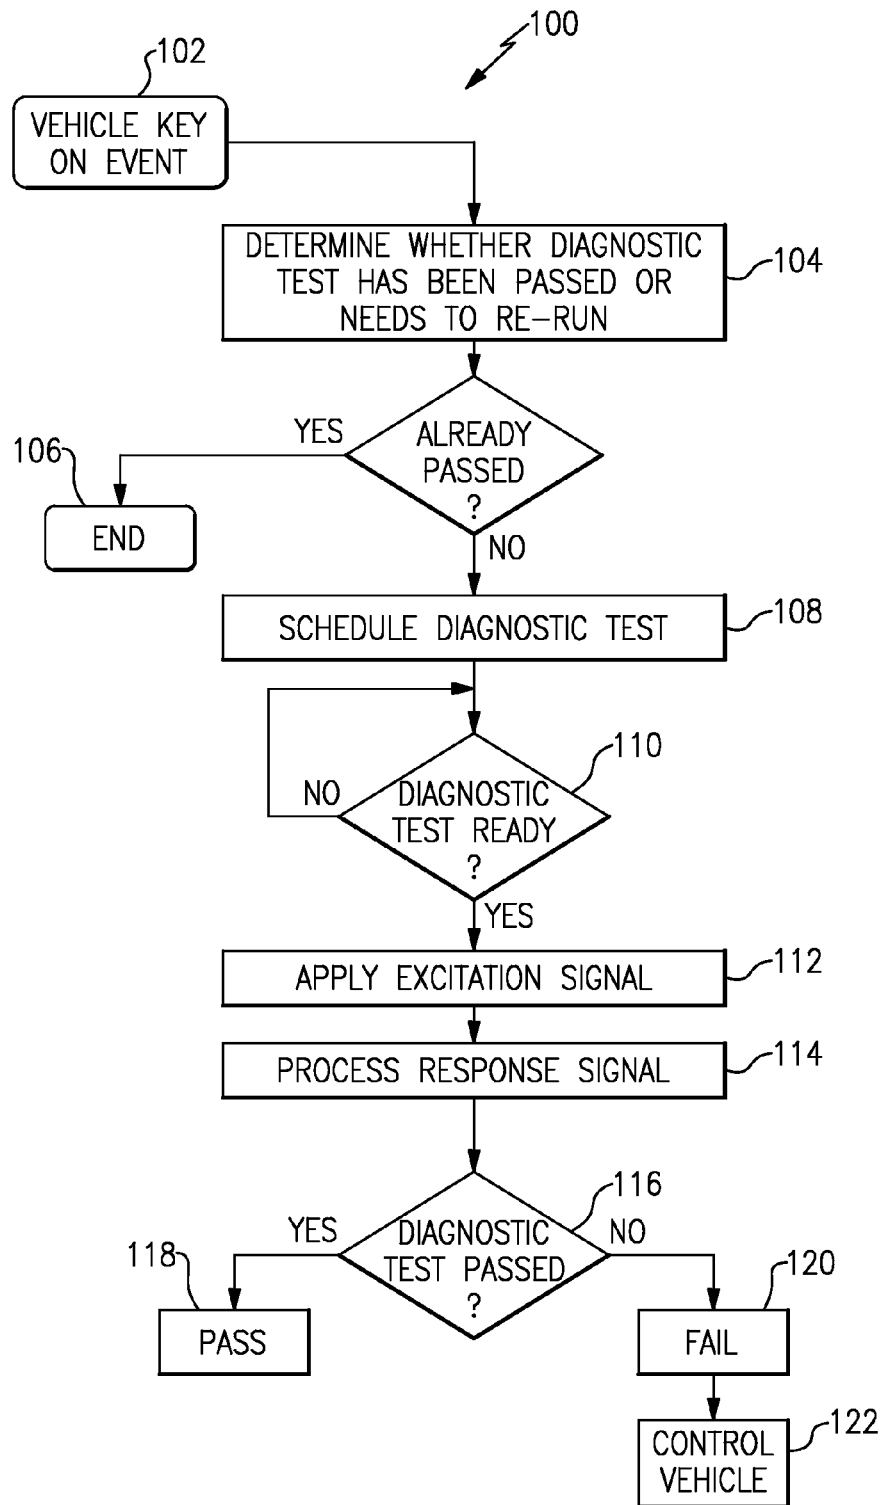 100
102
VEHICLE KEY
ON EVENT
DETERMINE WHETHER DIAGNOSTIC
TEST HAS BEEN PASSED OR
NEEDS TO RE-RUN
104
YES
ALREADY
PASSED
?
106
END
NO
SCHEDULE DIAGNOSTIC TEST
108
110
NO
DIAGNOSTIC
TEST READY
?
YES
APPLY EXCITATION SIGNAL
112
PROCESS RESPONSE SIGNAL
114
116
YES
DIAGNOSTIC
TEST PASSED
?
NO
118
PASS
120
FAIL
CONTROL
VEHICLE
122